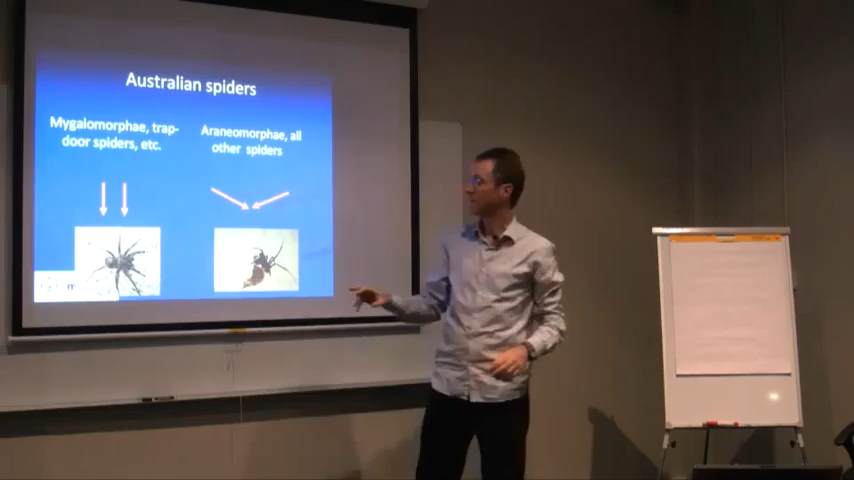 Australian spiders
Mygalomorphae, trap-
door spiders, etc.
Araneomorphae, all
other spiders